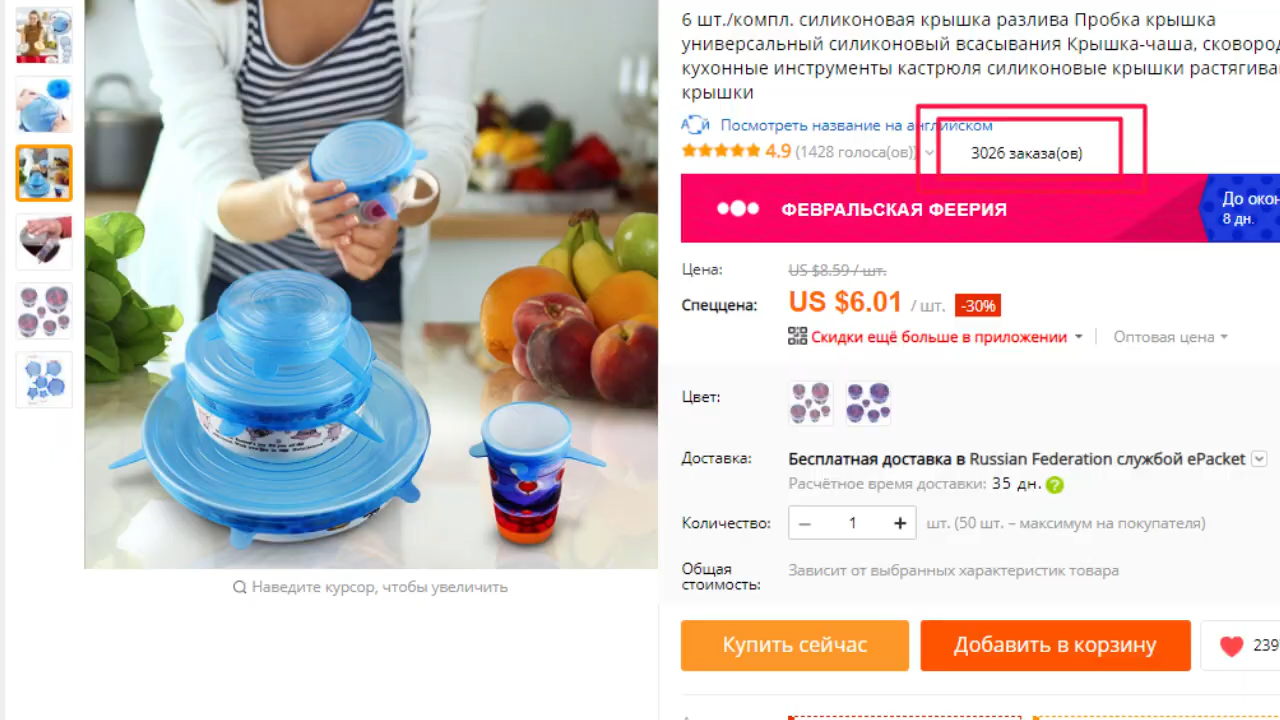 6 шт./компл. силиконовая крышка разлива Пробка крышка
универсальный силиконовый всасывания Крышка-чаша, сковород
кухонные инструменты кастрюля силиконовые крышки растягива
крышки
Посмотреть название на английском
4.9 (1428 голоса(ов)) 3026 заказа(ов)
ФЕВРАЛЬСКАЯ ФЕЕРИЯ
До окон
8 дн.
Цена: US $8.59 / шт.
Спеццена: US $6.01 / шт. -30%
Скидки ещё больше в приложении Оптовая цена
Цвет:
Доставка: Бесплатная доставка в Russian Federation службой ePacket
Расчётное время доставки: 35 дн. ?
Количество: – 1 + шт. (50 шт. – максимум на покупателя)
Общая
стоимость: Зависит от выбранных характеристик товара
Наведите курсор, чтобы увеличить
Купить сейчас Добавить в корзину 239